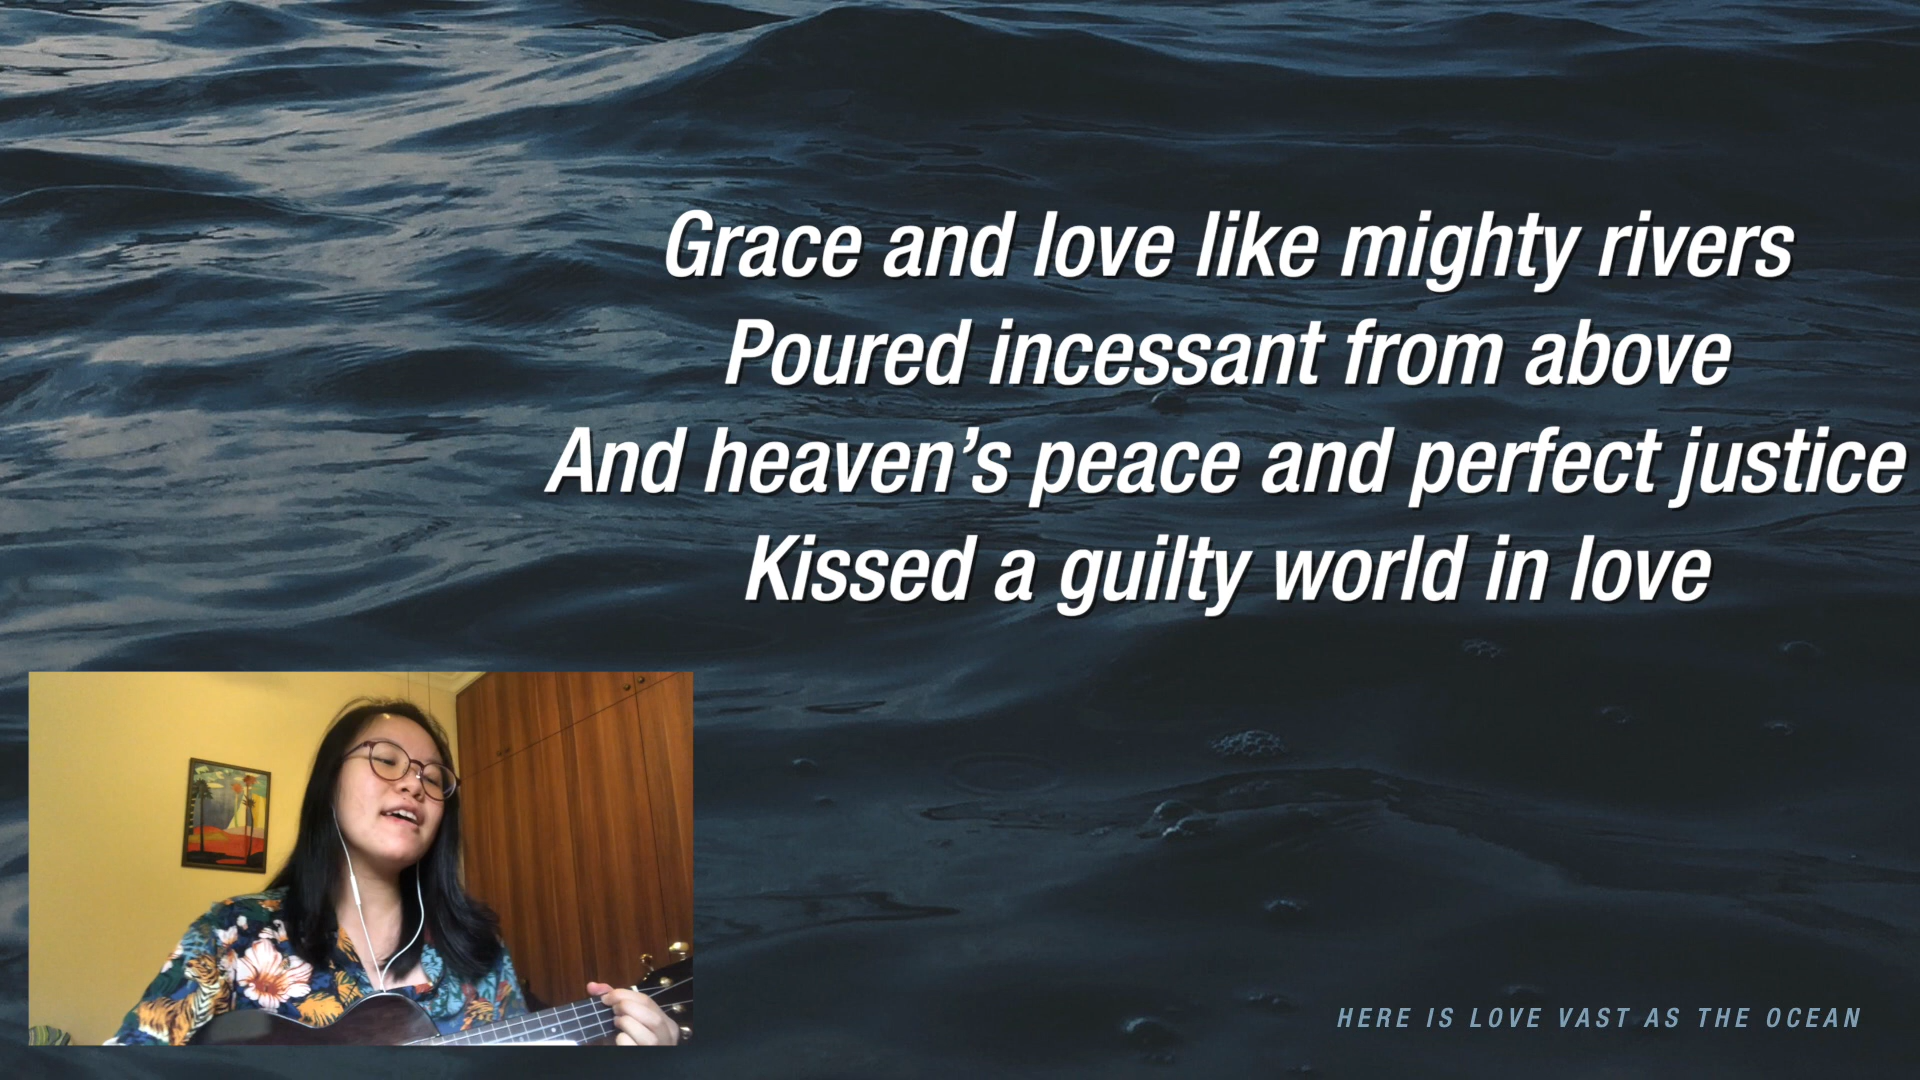 Grace and love like mighty rivers
Poured incessant from above
And heaven’s peace and perfect justice
Kissed a guilty world in love
HERE IS LOVE VAST AS THE OCEAN